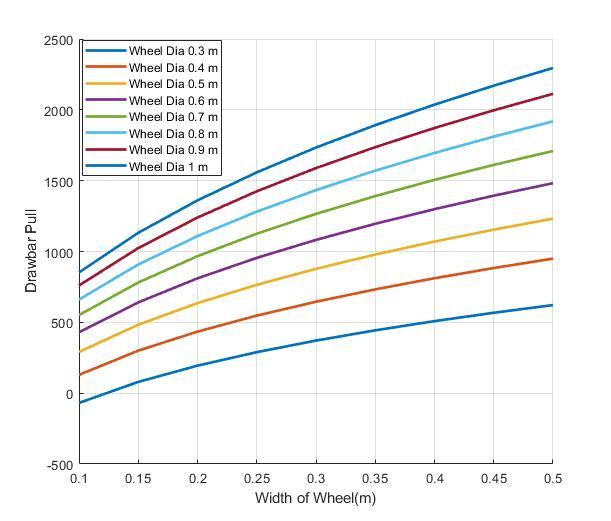 2500
2000
1500
1000
500
0
-500
Drawbar Pull
Wheel Dia 0.3 m
Wheel Dia 0.4 m
Wheel Dia 0.5 m
Wheel Dia 0.6 m
Wheel Dia 0.7 m
Wheel Dia 0.8 m
Wheel Dia 0.9 m
Wheel Dia 1 m
0.1 0.15 0.2 0.25 0.3 0.35 0.4 0.45 0.5
Width of Wheel(m)